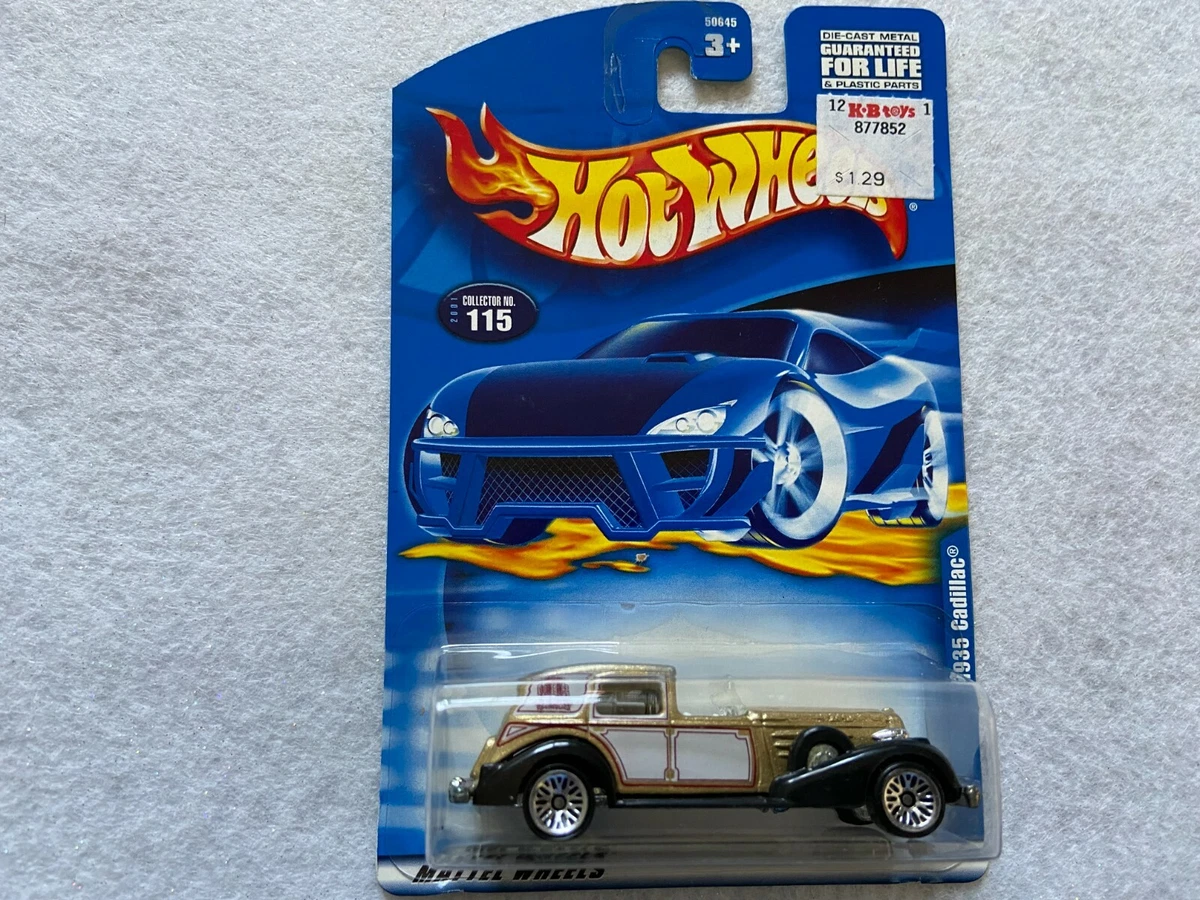 50645
3+
DIE-CAST METAL
GUARANTEED
FOR LIFE
& PLASTIC PARTS
12 K·B toys 1
877852
$ 1.29
HOT WHEELS
®
2001
COLLECTOR NO.
115
1935 Cadillac®
MATTEL WHEELS